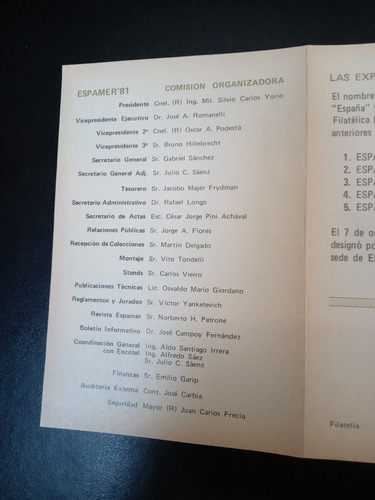 ESPAMER'81 COMISION ORGANIZADORA
Presidente Cnel. (R) Ing. Mil. Silvio Carlos Yorio
Vicepresidente Ejecutivo Dr. José A. Romanelli
Vicepresidente 2º Cnel. (R) Oscar A. Podestá
Vicepresidente 3º Sr. Bruno Hillebrecht
Secretario General Sr. Gabriel Sánchez
Secretario General Adj. Sr. Julio C. Sáenz
Tesorero Sr. Jacobo Majer Frydman
Secretario Administrativo Dr. Rafael Longo
Secretario de Actas Esc. César Jorge Pini Achával
Relaciones Públicas Sr. Jorge A. Flores
Recepción de Colecciones Sr. Martín Delgado
Montaje Sr. Vito Tondelli
Stands Sr. Carlos Vieiro
Publicaciones Técnicas Lic. Osvaldo Mario Giordano
Reglamentos y Jurados Sr. Víctor Yankelevich
Revista Espamer Sr. Norberto H. Patrone
Boletín Informativo Dr. José Campoy Fernández
Coordinación General Ing. Aldo Santiago Irrera
con Encotel Ing. Alfredo Sáez
Sr. Julio C. Sáenz
Finanzas Sr. Emilio Garip
Auditoría Externa Cont. José Carbia
Seguridad Mayor (R) Juan Carlos Frecia
LAS EXP
El nombre
"España"
Filatélica
anteriores
1. ESPA
2. ESPA
3. ESPA
4. ESPA
5. ESPA
El 7 de oc
designó po
sede de ES
Filatelia